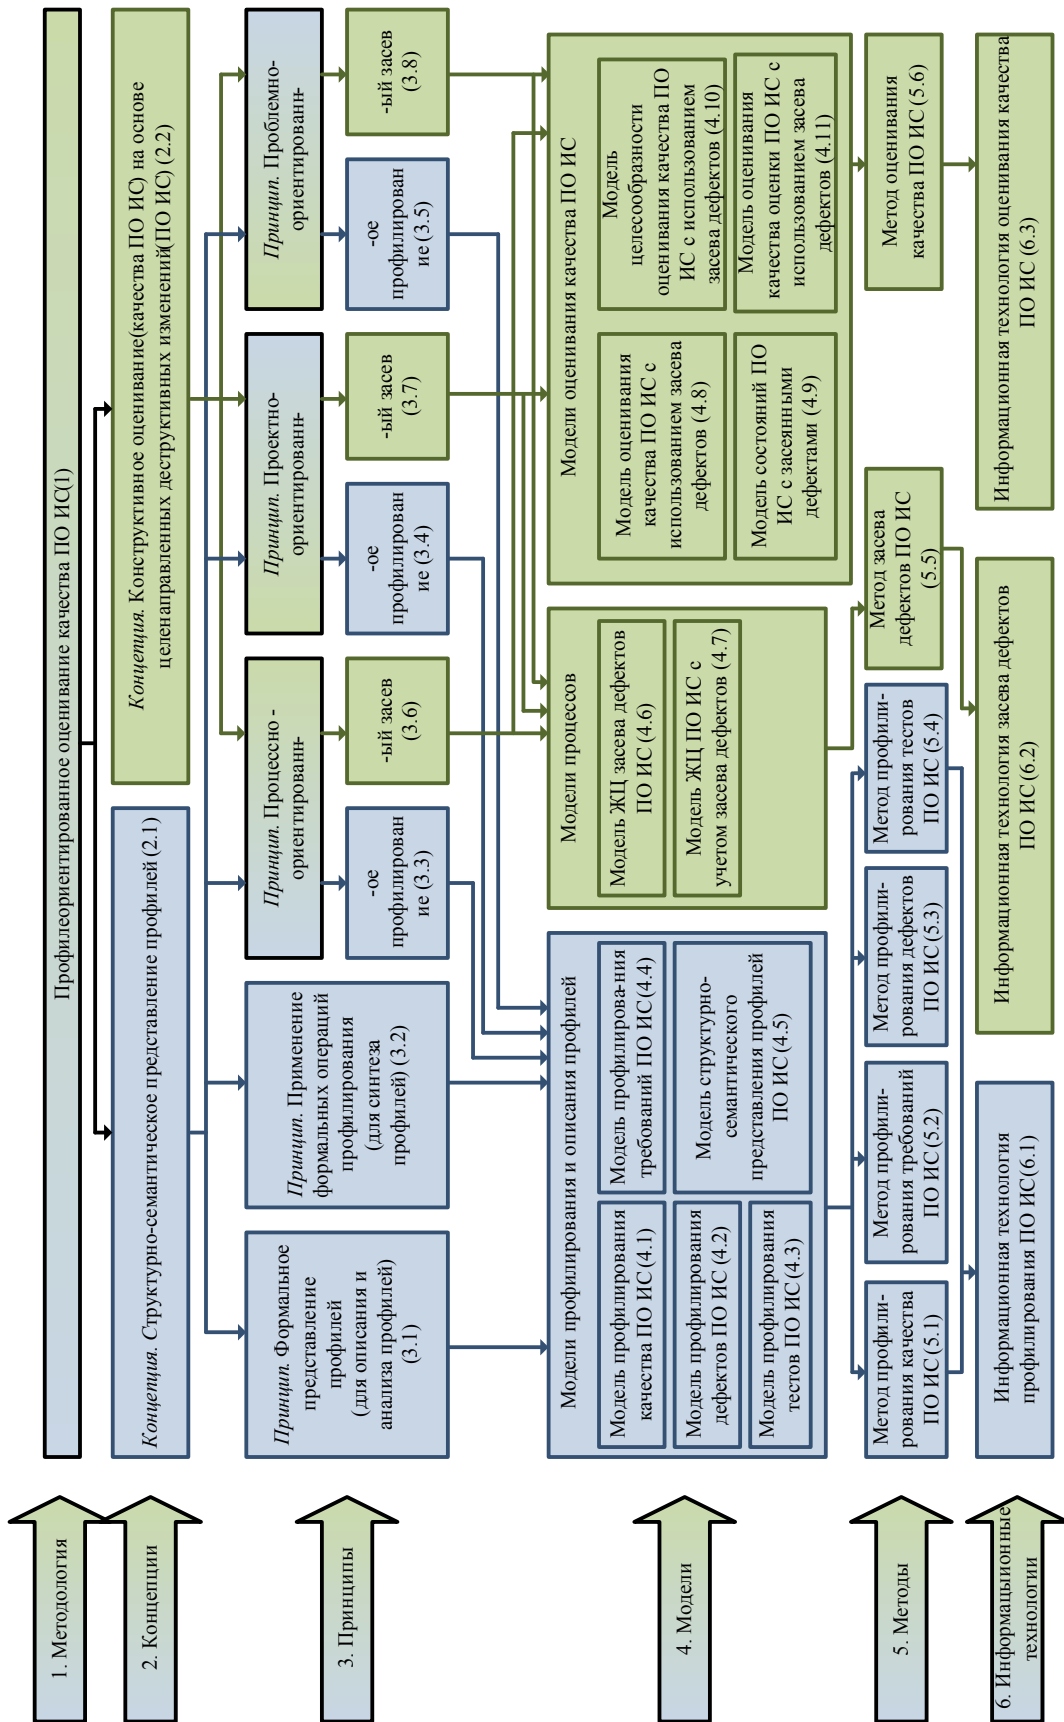 1. Методология
Профилеориентированное оценивание качества ПО ИС(1)
2. Концепции
Концепция. Структурно-семантическое представление профилей (2.1)
Концепция. Конструктивное оценивание(качества ПО ИС) на основе
целенаправленных деструктивных изменений(ПО ИС) (2.2)
3. Принципы
Принцип. Формальное
представление
профилей
(для описания и
анализа профилей)
(3.1)
Принцип. Применение
формальных операций
профилирования
(для синтеза
профилей) (3.2)
Принцип. Процессно -
ориентированн-
-ое
профилирован
ие (3.3)
-ый засев
(3.6)
Принцип. Проектно-
ориентированн-
-ое
профилирован
ие (3.4)
-ый засев
(3.7)
Принцип. Проблемно-
ориентированн-
-ое
профилирован
ие (3.5)
-ый засев
(3.8)
4. Модели
Модели профилирования и описания профилей
Модель профилирования
качества ПО ИС (4.1)
Модель профилирования
дефектов ПО ИС (4.2)
Модель профилирования
тестов ПО ИС (4.3)
Модель профилирова-ния
требований ПО ИС (4.4)
Модель структурно-
семантического
представления профилей
ПО ИС (4.5)
Модели процессов
Модель ЖЦ засева дефектов
ПО ИС (4.6)
Модель ЖЦ ПО ИС с
учетом засева дефектов (4.7)
Модели оценивания качества ПО ИС
Модель оценивания
качества ПО ИС с
использованием засева
дефектов (4.8)
Модель состояний ПО
ИС с засеянными
дефектами (4.9)
Модель
целесообразности
оценивания качества ПО
ИС с использованием
засева дефектов (4.10)
Модель оценивания
качества оценки ПО ИС с
использованием засева
дефектов (4.11)
5. Методы
Метод профили-
рования качества
ПО ИС (5.1)
Метод профили-
рования требований
ПО ИС (5.2)
Метод профили-
рования дефектов
ПО ИС (5.3)
Метод профили-
рования тестов
ПО ИС (5.4)
Метод засева
дефектов ПО ИС
(5.5)
Метод оценивания
качества ПО ИС (5.6)
6. Информацыионные
технологии
Информационная технология
профилирования ПО ИС(6.1)
Информационная технология засева дефектов
ПО ИС (6.2)
Информационная технология оценивания качества
ПО ИС (6.3)